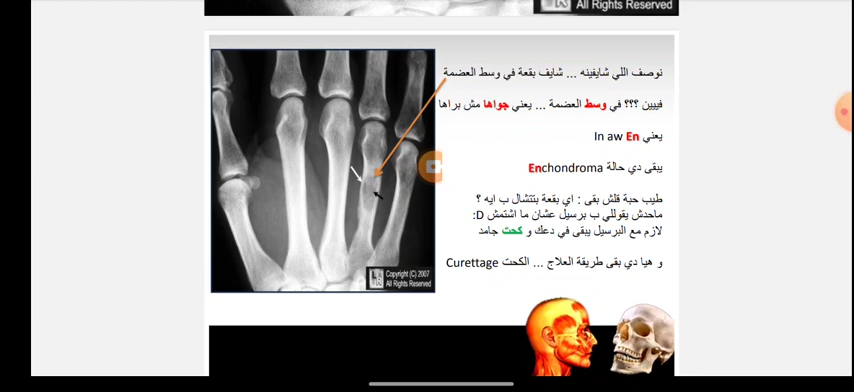 All Rights Reserved
نوصف اللي شايفينه ... شايف بقعة في وسط العضمة
فييين ؟؟؟ في وسط العضمة ... يعني جواها مش براها
يعني In aw En
يبقى دي حالة Enchondroma
طيب حبة قلش بقى : اي بقعة بتتشال ب ايه ؟
ماحدش يقوللي ب برسيل عشان ما اشتمش D:
لازم مع البرسيل يبقى في دعك و كحت جامد
و هيا دي بقى طريقة العلاج ... الكحت Curettage
Copyright (C) 2007
All Rights Reserved